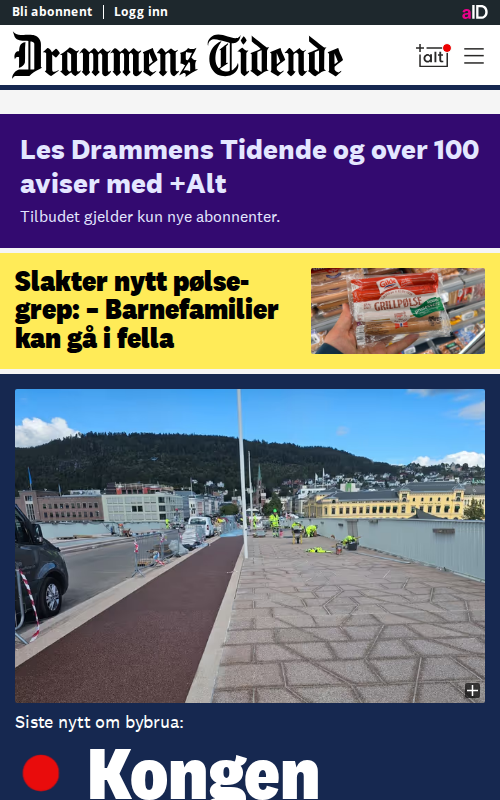 Bli abonnent | Logg inn
aID
Drammens Tidende
+alt
Les Drammens Tidende og over 100
aviser med +Alt
Tilbudet gjelder kun nye abonnenter.
Slakter nytt pølse-
grep: – Barnefamilier
kan gå i fella
Gilde
GRILLPØLSE
Siste nytt om bybrua:
Kongen